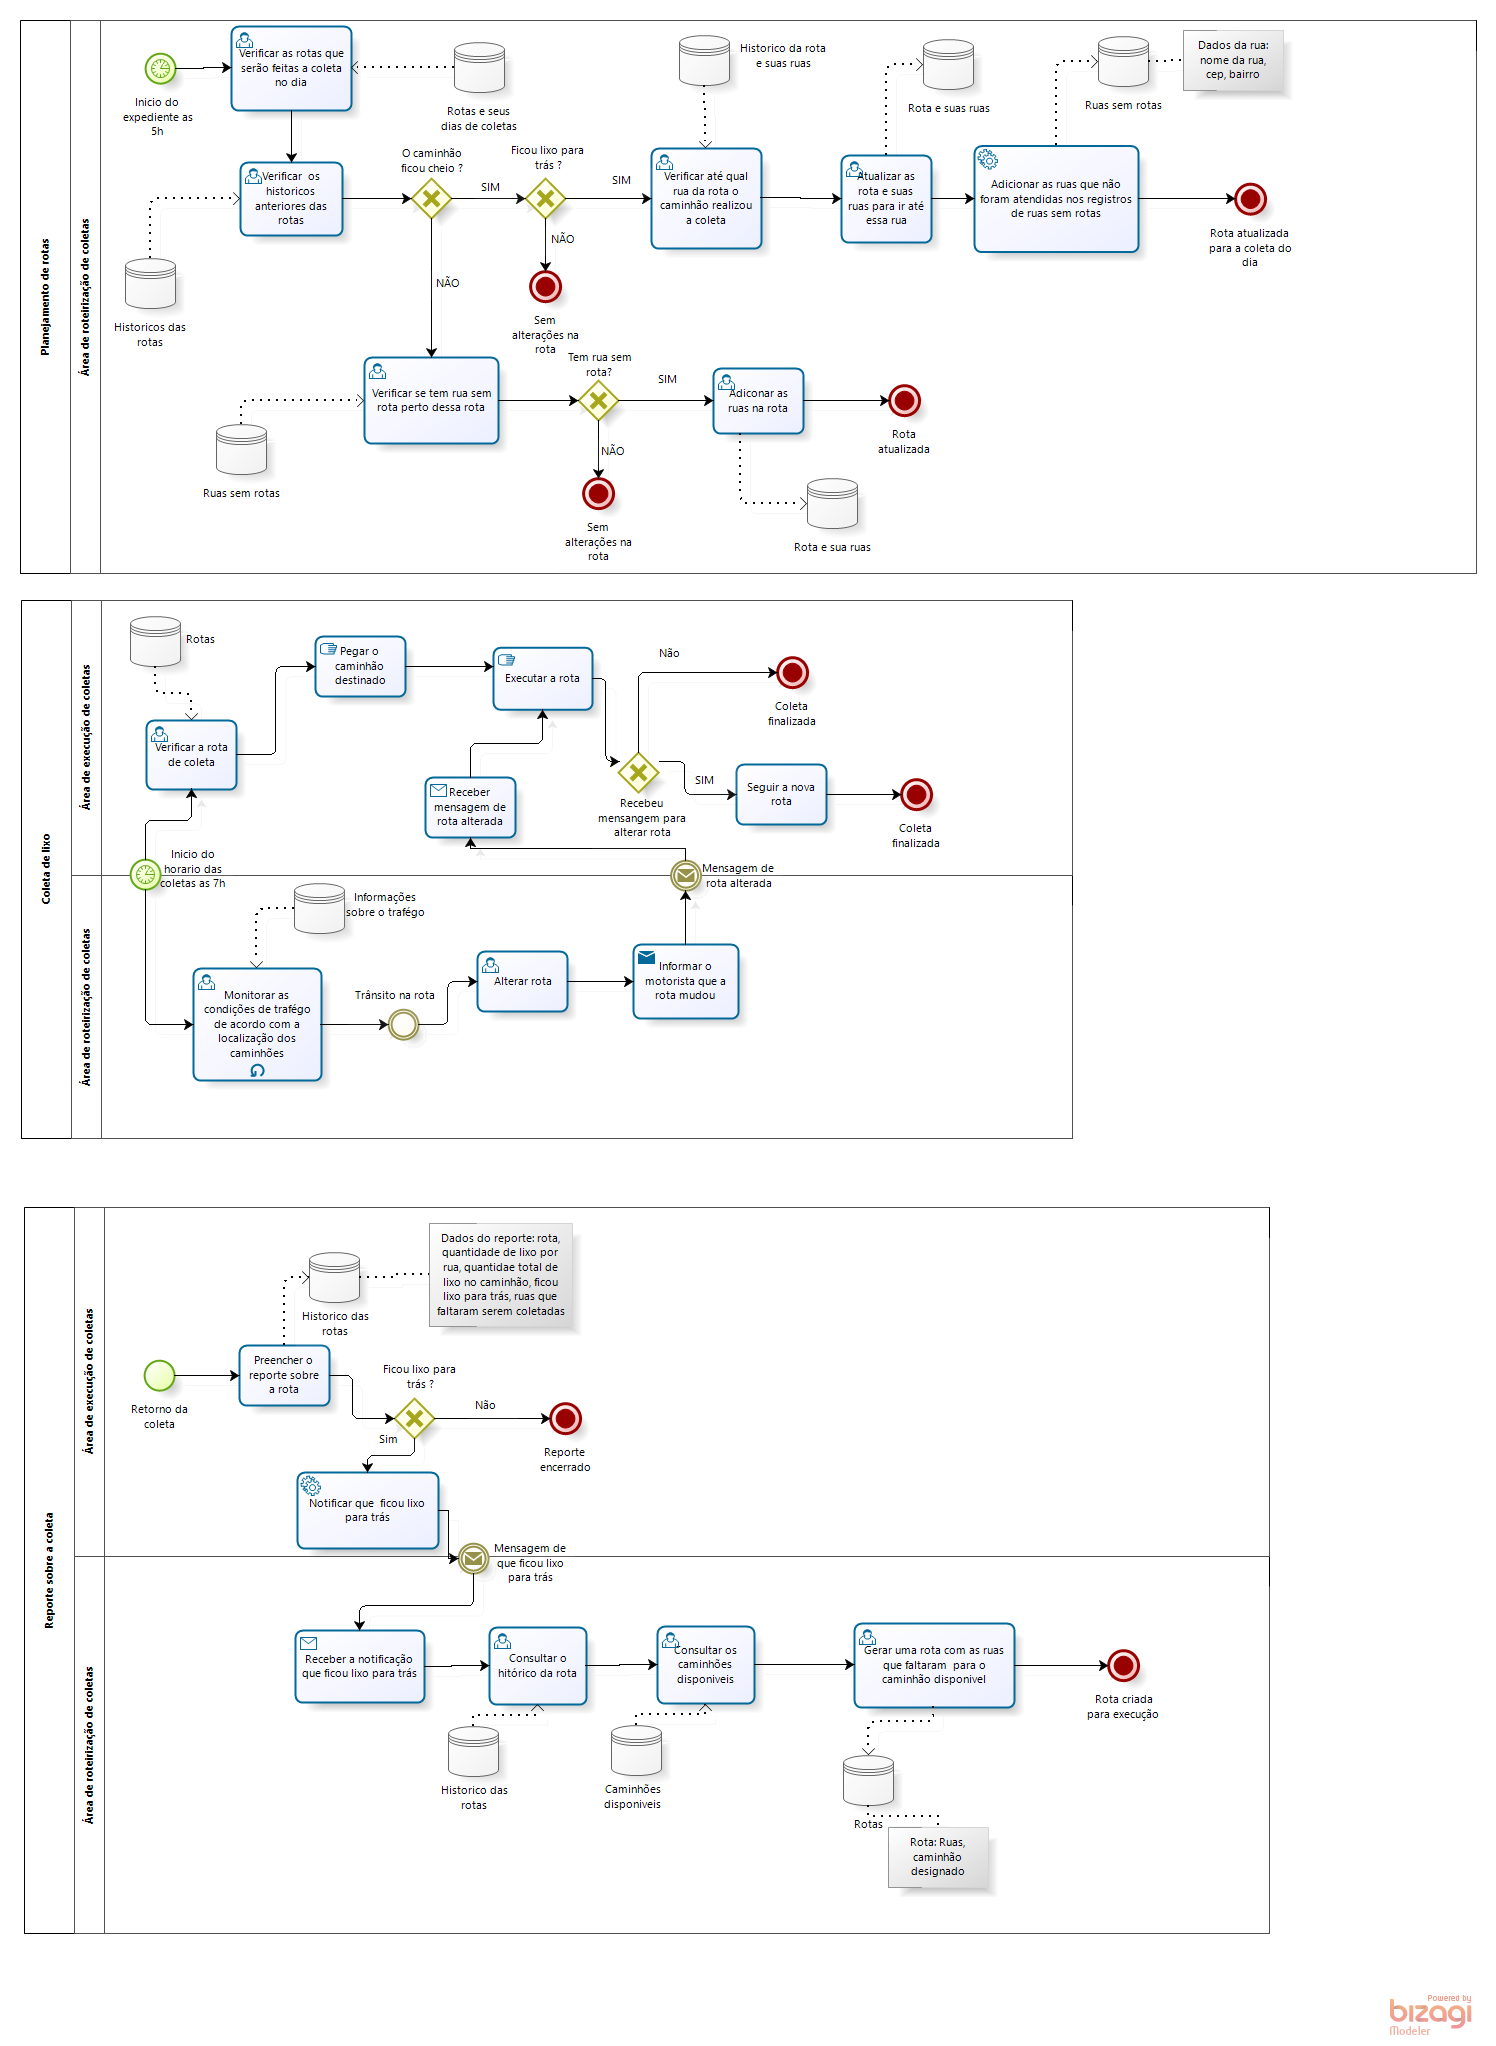 Planejamento de rotas
Área de roteirização de coletas
Inicio do
expediente as
5h
Verificar as rotas que
serão feitas a coleta
no dia
Rotas e seus
dias de coletas
Historico da rota
e suas ruas
Rota e suas ruas
Ruas sem rotas
Dados da rua:
nome da rua,
cep, bairro
Verificar os
historicos
anteriores das
rotas
Historicos das
rotas
O caminhão
ficou cheio ?
SIM
NÃO
Ficou lixo para
trás ?
SIM
NÃO
Sem
alterações na
rota
Verificar até qual
rua da rota o
caminhão realizou
a coleta
Atualizar as
rota e suas
ruas para ir até
essa rua
Adicionar as ruas que não
foram atendidas nos registros
de ruas sem rotas
Rota atualizada
para a coleta do
dia
Verificar se tem rua sem
rota perto dessa rota
Ruas sem rotas
Tem rua sem
rota?
SIM
NÃO
Sem
alterações na
rota
Adiconar as
ruas na rota
Rota
atualizada
Rota e sua ruas
Coleta de lixo
Área de execução de coletas
Rotas
Verificar a rota
de coleta
Pegar o
caminhão
destinado
Executar a rota
Não
Coleta
finalizada
Receber
mensagem de
rota alterada
Recebeu
mensangem para
alterar rota
SIM
Seguir a nova
rota
Coleta
finalizada
Inicio do
horario das
coletas as 7h
Mensagem de
rota alterada
Área de roteirização de coletas
Informações
sobre o trafégo
Monitorar as
condições de trafégo
de acordo com a
localização dos
caminhões
Trânsito na rota
Alterar rota
Informar o
motorista que a
rota mudou
Reporte sobre a coleta
Área de execução de coletas
Dados do reporte: rota,
quantidade de lixo por
rua, quantidae total de
lixo no caminhão, ficou
lixo para trás, ruas que
faltaram serem coletadas
Historico das
rotas
Retorno da
coleta
Preencher o
reporte sobre
a rota
Ficou lixo para
trás ?
Não
Sim
Reporte
encerrado
Notificar que ficou lixo
para trás
Mensagem de
que ficou lixo
para trás
Área de roteirização de coletas
Receber a notificação
que ficou lixo para trás
Consultar o
hitórico da rota
Consultar os
caminhões
disponiveis
Gerar uma rota com as ruas
que faltaram para o
caminhão disponivel
Rota criada
para execução
Historico das
rotas
Caminhões
disponiveis
Rotas
Rota: Ruas,
caminhão
designado
Powered by
bizagi
Modeler